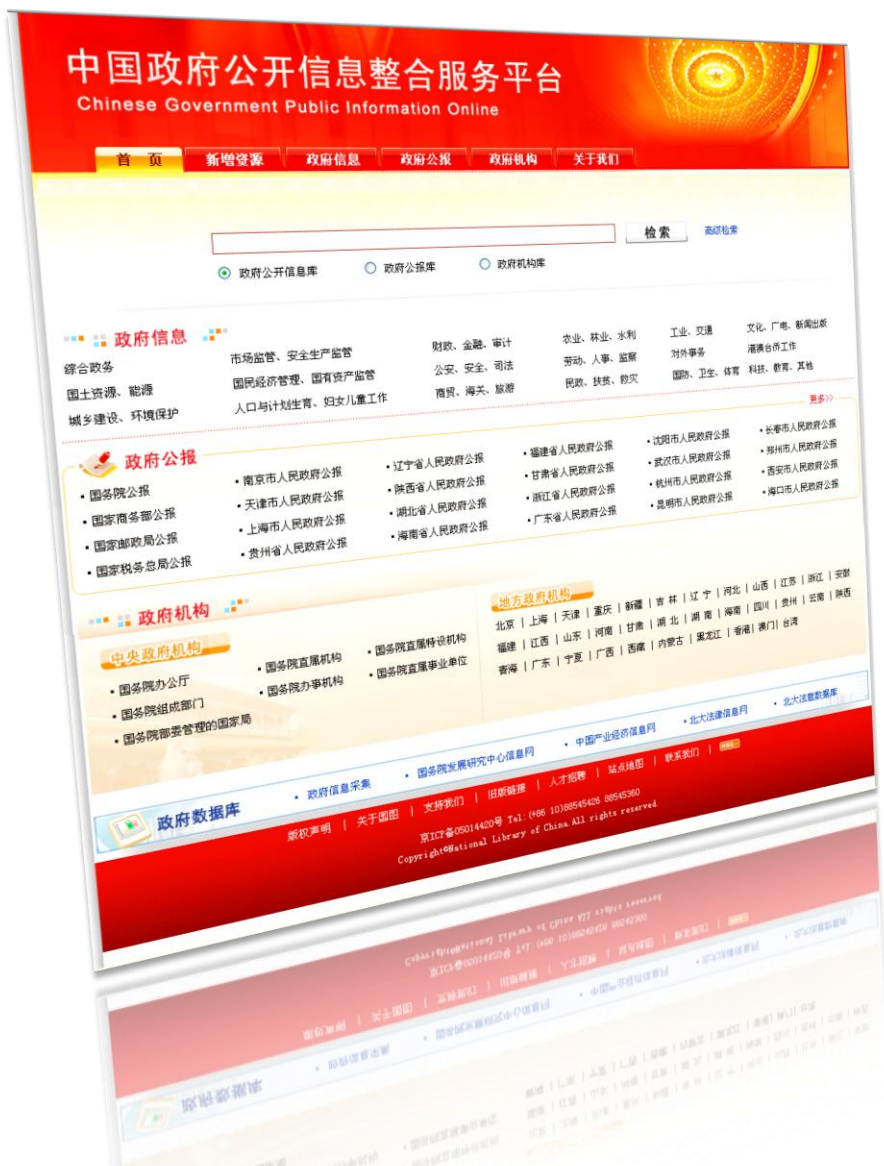 中国政府公开信息整合服务平台
Chinese Government Public Information Online
首 页 新增资源 政府信息 政府公报 政府机构 关于我们
检 索 高级检索
政府公开信息库 政府公报库 政府机构库
政府信息
综合政务 市场监管、安全生产监管 财政、金融、审计 农业、林业、水利 工业、交通 文化、广电、新闻出版
国土资源、能源 国民经济管理、国有资产监管 公安、安全、司法 劳动、人事、监察 对外事务 港澳台侨工作
城乡建设、环境保护 人口与计划生育、妇女儿童工作 商贸、海关、旅游 民政、扶贫、救灾 国防、卫生、体育 科技、教育、其他
更多>>
政府公报
• 国务院公报 • 南京市人民政府公报 • 辽宁省人民政府公报 • 福建省人民政府公报 • 沈阳市人民政府公报 • 长春市人民政府公报
• 国家商务部公报 • 天津市人民政府公报 • 陕西省人民政府公报 • 甘肃省人民政府公报 • 武汉市人民政府公报 • 郑州市人民政府公报
• 国家邮政局公报 • 上海市人民政府公报 • 湖北省人民政府公报 • 浙江省人民政府公报 • 杭州市人民政府公报 • 西安市人民政府公报
• 国家税务总局公报 • 贵州省人民政府公报 • 海南省人民政府公报 • 广东省人民政府公报 • 昆明市人民政府公报 • 海口市人民政府公报
政府机构
中央政府机构
• 国务院办公厅 • 国务院直属机构 • 国务院直属特设机构
• 国务院组成部门 • 国务院办事机构 • 国务院直属事业单位
• 国务院部委管理的国家局
地方政府机构
北京 | 上海 | 天津 | 重庆 | 新疆 | 吉 林 | 辽 宁 | 河北 | 山西 | 江苏 | 浙江 | 安徽
福建 | 江西 | 山东 | 河南 | 甘肃 | 湖 北 | 湖 南 | 海南 | 四川 | 贵州 | 云南 | 陕西
青海 | 广东 | 宁夏 | 广西 | 西藏 | 内蒙古 | 黑龙江 | 香港| 澳门| 台湾
政府数据库 • 政府信息采集 • 国务院发展研究中心信息网 • 中国产业经济信息网 • 北大法律信息网 • 北大法意数据库
版权声明 | 关于国图 | 支持我们 | 旧版链接 | 人才招聘 | 站点地图 | 联系我们 |
京ICP备05014420号 Tel: (+86 10)88545426 88545360
Copyright©National Library of China All rights reserved